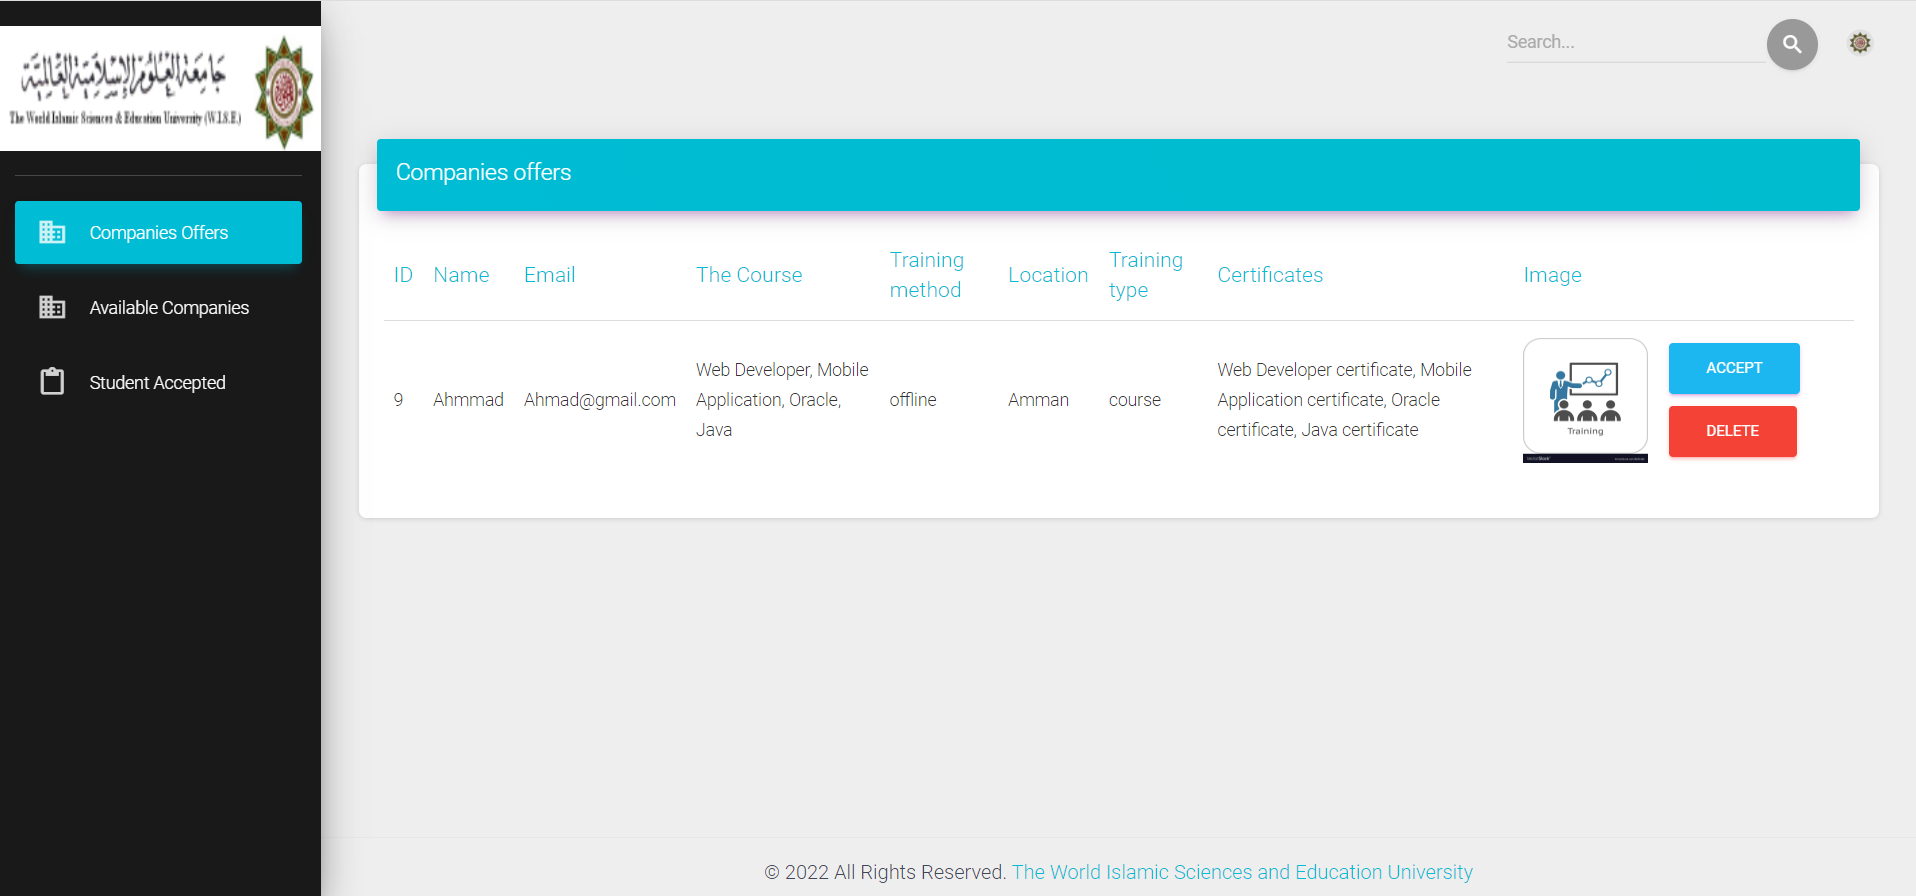 جامعة العلوم الإسلامية العالمية
The World Islamic Sciences & Education University (W.I.S.E.)
Search...
Companies Offers
Available Companies
Student Accepted
Companies offers
ID Name Email The Course Training method Location Training type Certificates Image
9 Ahmmad Ahmad@gmail.com Web Developer, Mobile Application, Oracle, Java offline Amman course Web Developer certificate, Mobile Application certificate, Oracle certificate, Java certificate
Training
ACCEPT
DELETE
© 2022 All Rights Reserved. The World Islamic Sciences and Education University